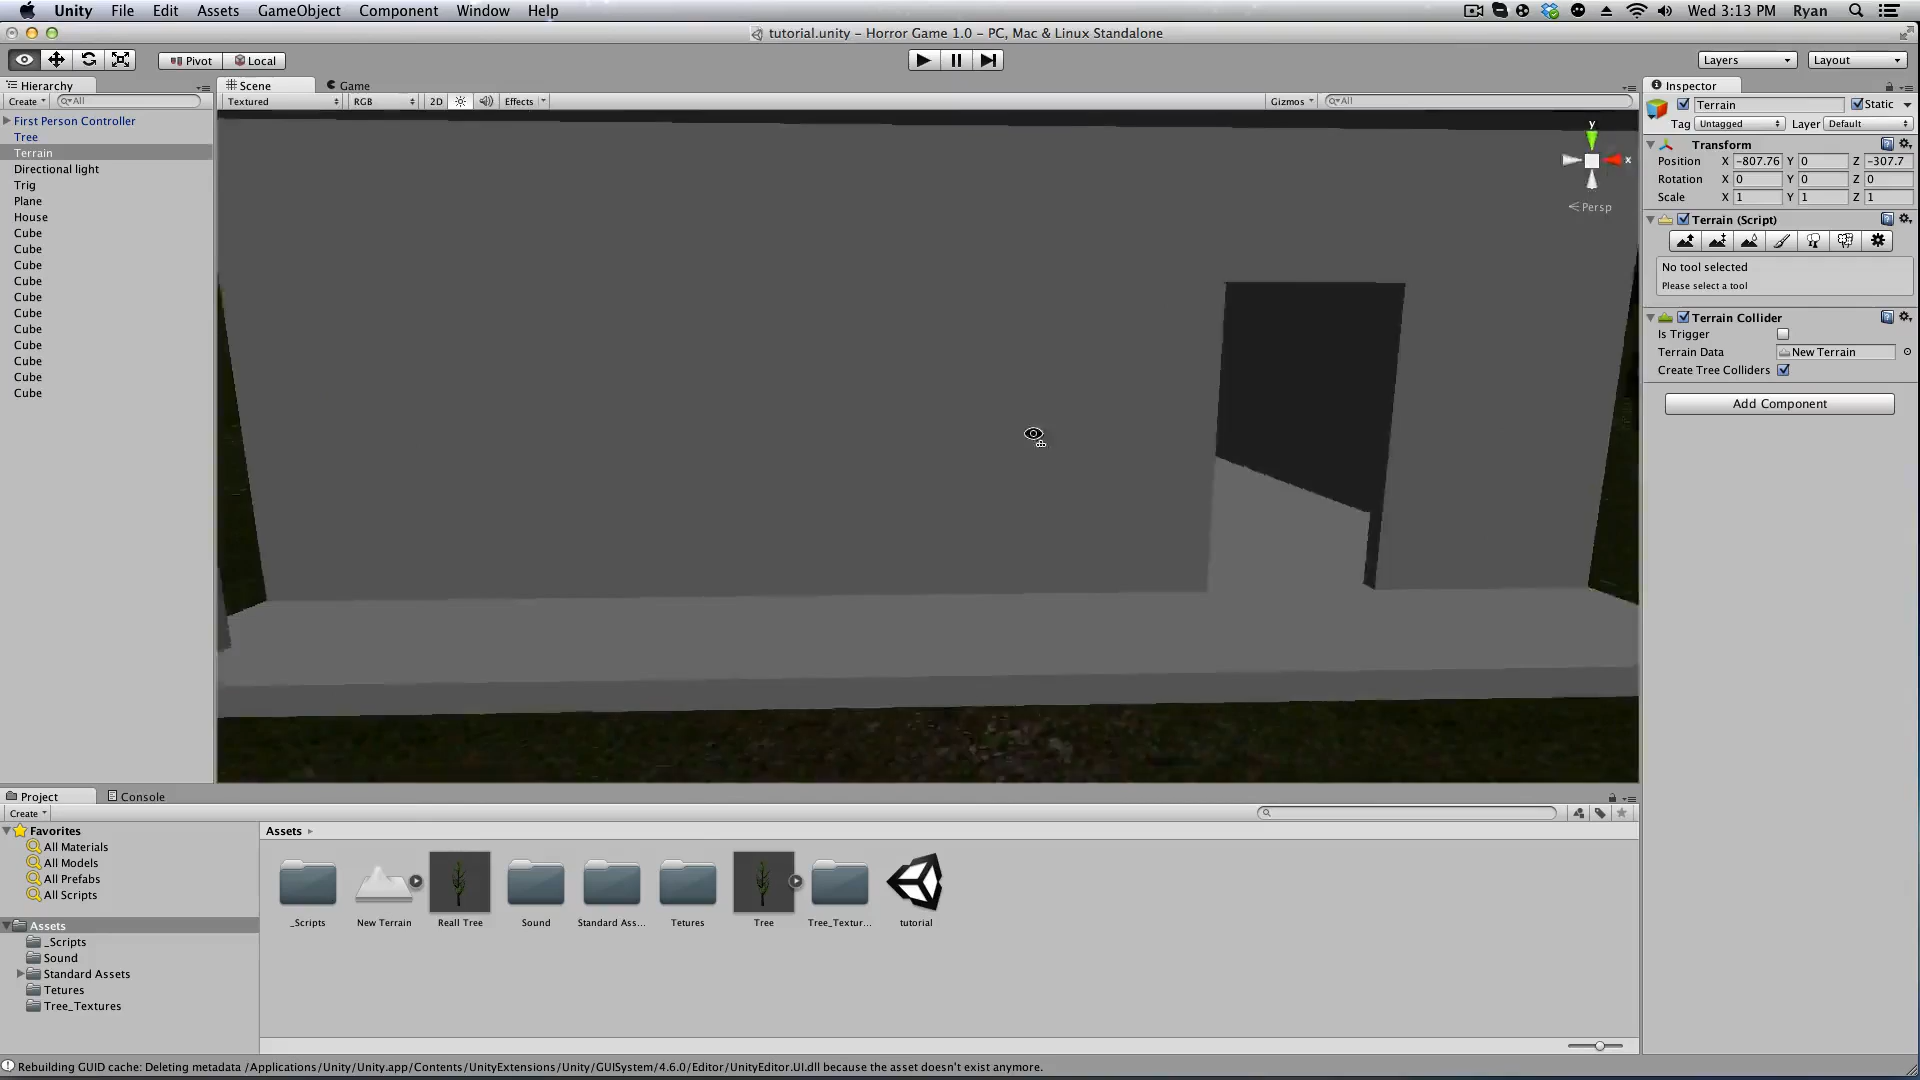 Unity File Edit Assets GameObject Component Window Help Wed 3:13 PM Ryan
tutorial.unity – Horror Game 1.0 – PC, Mac & Linux Standalone
Pivot Local Layers Layout
Hierarchy Scene Game Inspector
Create All Textured RGB 2D Effects Gizmos All
Terrain Static
Tag Untagged Layer Default
First Person Controller
Tree
Terrain
Directional light
Trig
Plane
House
Cube
Cube
Cube
Cube
Cube
Cube
Cube
Cube
Cube
Cube
Cube
y
x
Persp
Transform
Position X -807.76 Y 0 Z -307.7
Rotation X 0 Y 0 Z 0
Scale X 1 Y 1 Z 1
Terrain (Script)
No tool selected
Please select a tool
Terrain Collider
Is Trigger
Terrain Data New Terrain
Create Tree Colliders
Add Component
Project Console
Create
Favorites
All Materials
All Models
All Prefabs
All Scripts
Assets
_Scripts
Sound
Standard Assets
Tetures
Tree_Textures
Assets
_Scripts New Terrain Reall Tree Sound Standard Ass... Tetures Tree Tree_Textur... tutorial
Rebuilding GUID cache: Deleting metadata /Applications/Unity/Unity.app/Contents/UnityExtensions/Unity/GUISystem/4.6.0/Editor/UnityEditor.UI.dll because the asset doesn't exist anymore.